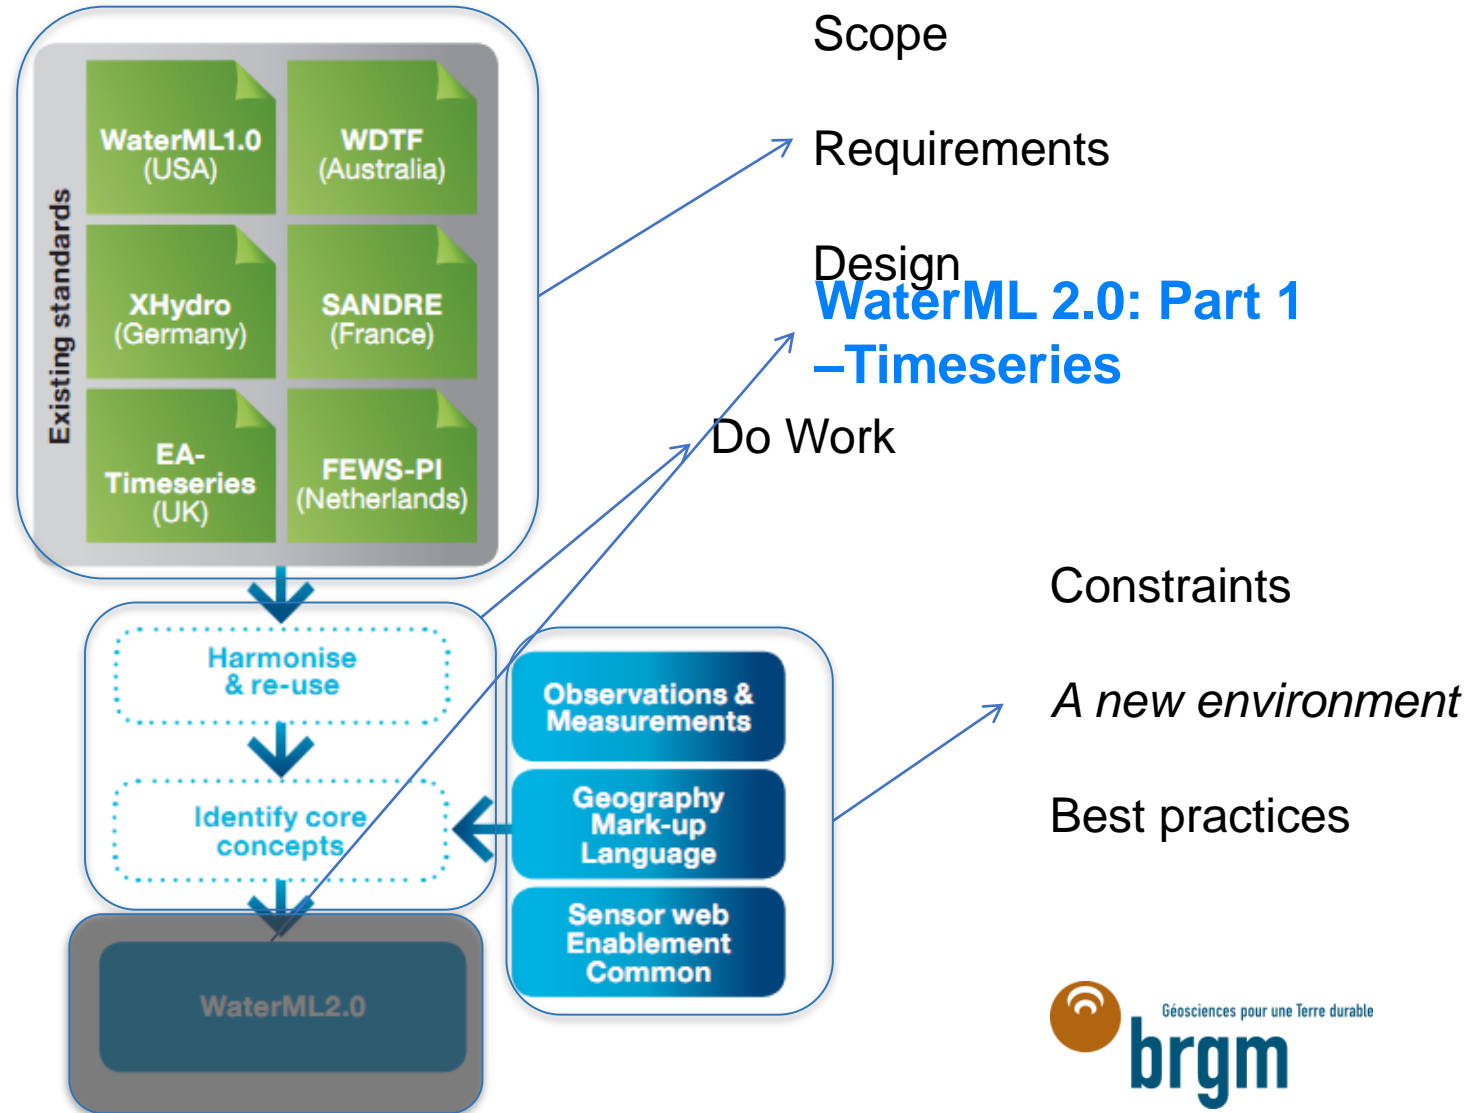 Existing standards
WaterML1.0
(USA)
WDTF
(Australia)
XHydro
(Germany)
SANDRE
(France)
EA-
Timeseries
(UK)
FEWS-PI
(Netherlands)
Harmonise
& re-use
Identify core
concepts
WaterML2.0
Observations &
Measurements
Geography
Mark-up
Language
Sensor web
Enablement
Common
Scope
Requirements
Design
WaterML 2.0: Part 1
–Timeseries
Do Work
Constraints
A new environment
Best practices
Géosciences pour une Terre durable
brgm